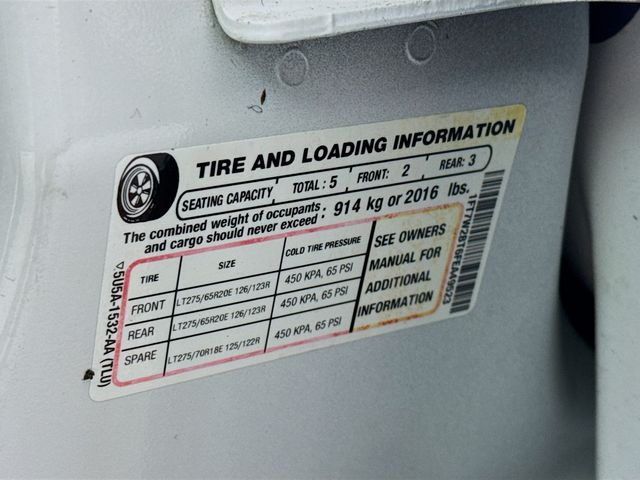 TIRE AND LOADING INFORMATION
SEATING CAPACITY TOTAL: 5 FRONT: 2 REAR: 3
The combined weight of occupants
and cargo should never exceed : 914 kg or 2016 lbs.
TIRE SIZE COLD TIRE PRESSURE
FRONT LT275/65R20E 126/123R 450 KPA, 65 PSI
REAR LT275/65R20E 126/123R 450 KPA, 65 PSI
SPARE LT275/70R18E 125/122R 450 KPA, 65 PSI
SEE OWNERS
MANUAL FOR
ADDITIONAL
INFORMATION
5U5A-1532-AA (TLU)